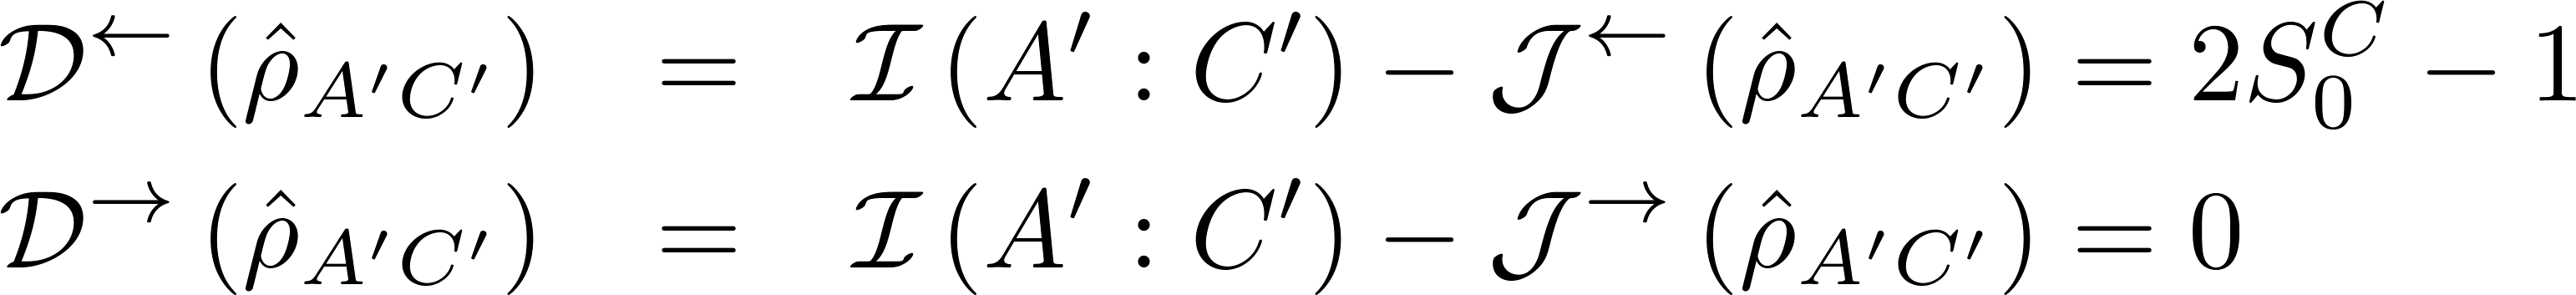 𝒟^← (ρ̂_{A′C′}) = ℐ(A′ : C′) − 𝒥^← (ρ̂_{A′C′}) = 2S_0^C − 1
𝒟^→ (ρ̂_{A′C′}) = ℐ(A′ : C′) − 𝒥^→ (ρ̂_{A′C′}) = 0